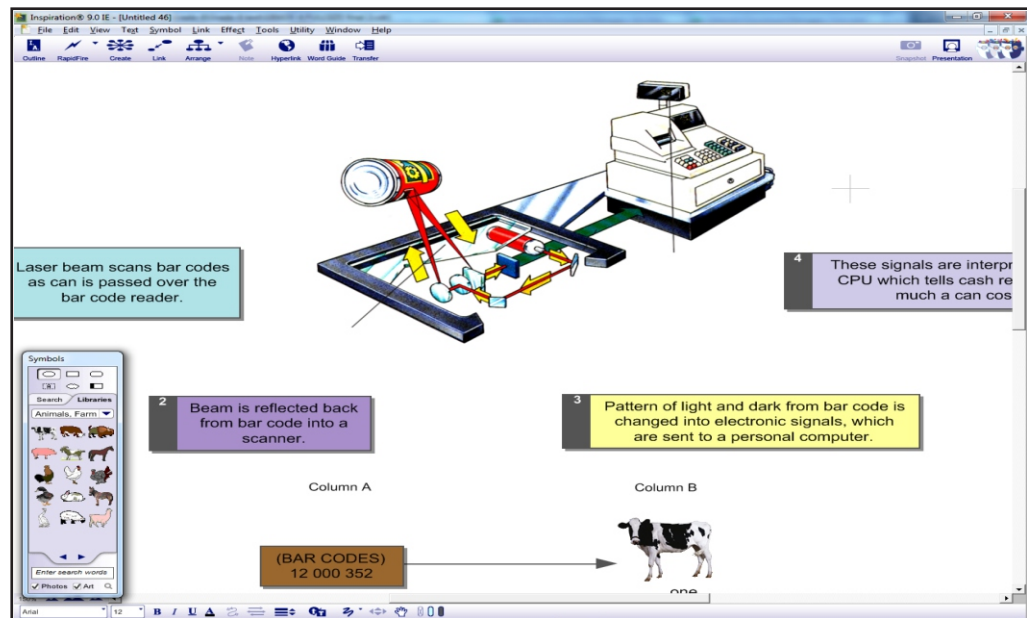 Inspiration® 9.0 IE - [Untitled 46]
File Edit View Text Symbol Link Effect Tools Utility Window Help
Outline RapidFire Create Link Arrange Note Hyperlink Word Guide Transfer Snapshot Presentation
Laser beam scans bar codes
as can is passed over the
bar code reader.
4
These signals are interpr
CPU which tells cash re
much a can cos
Symbols
Search Libraries
Animals, Farm
Enter search words
Photos Art
2
Beam is reflected back
from bar code into a
scanner.
3
Pattern of light and dark from bar code is
changed into electronic signals, which
are sent to a personal computer.
Column A
Column B
(BAR CODES)
12 000 352
one
Arial 12 B I U A